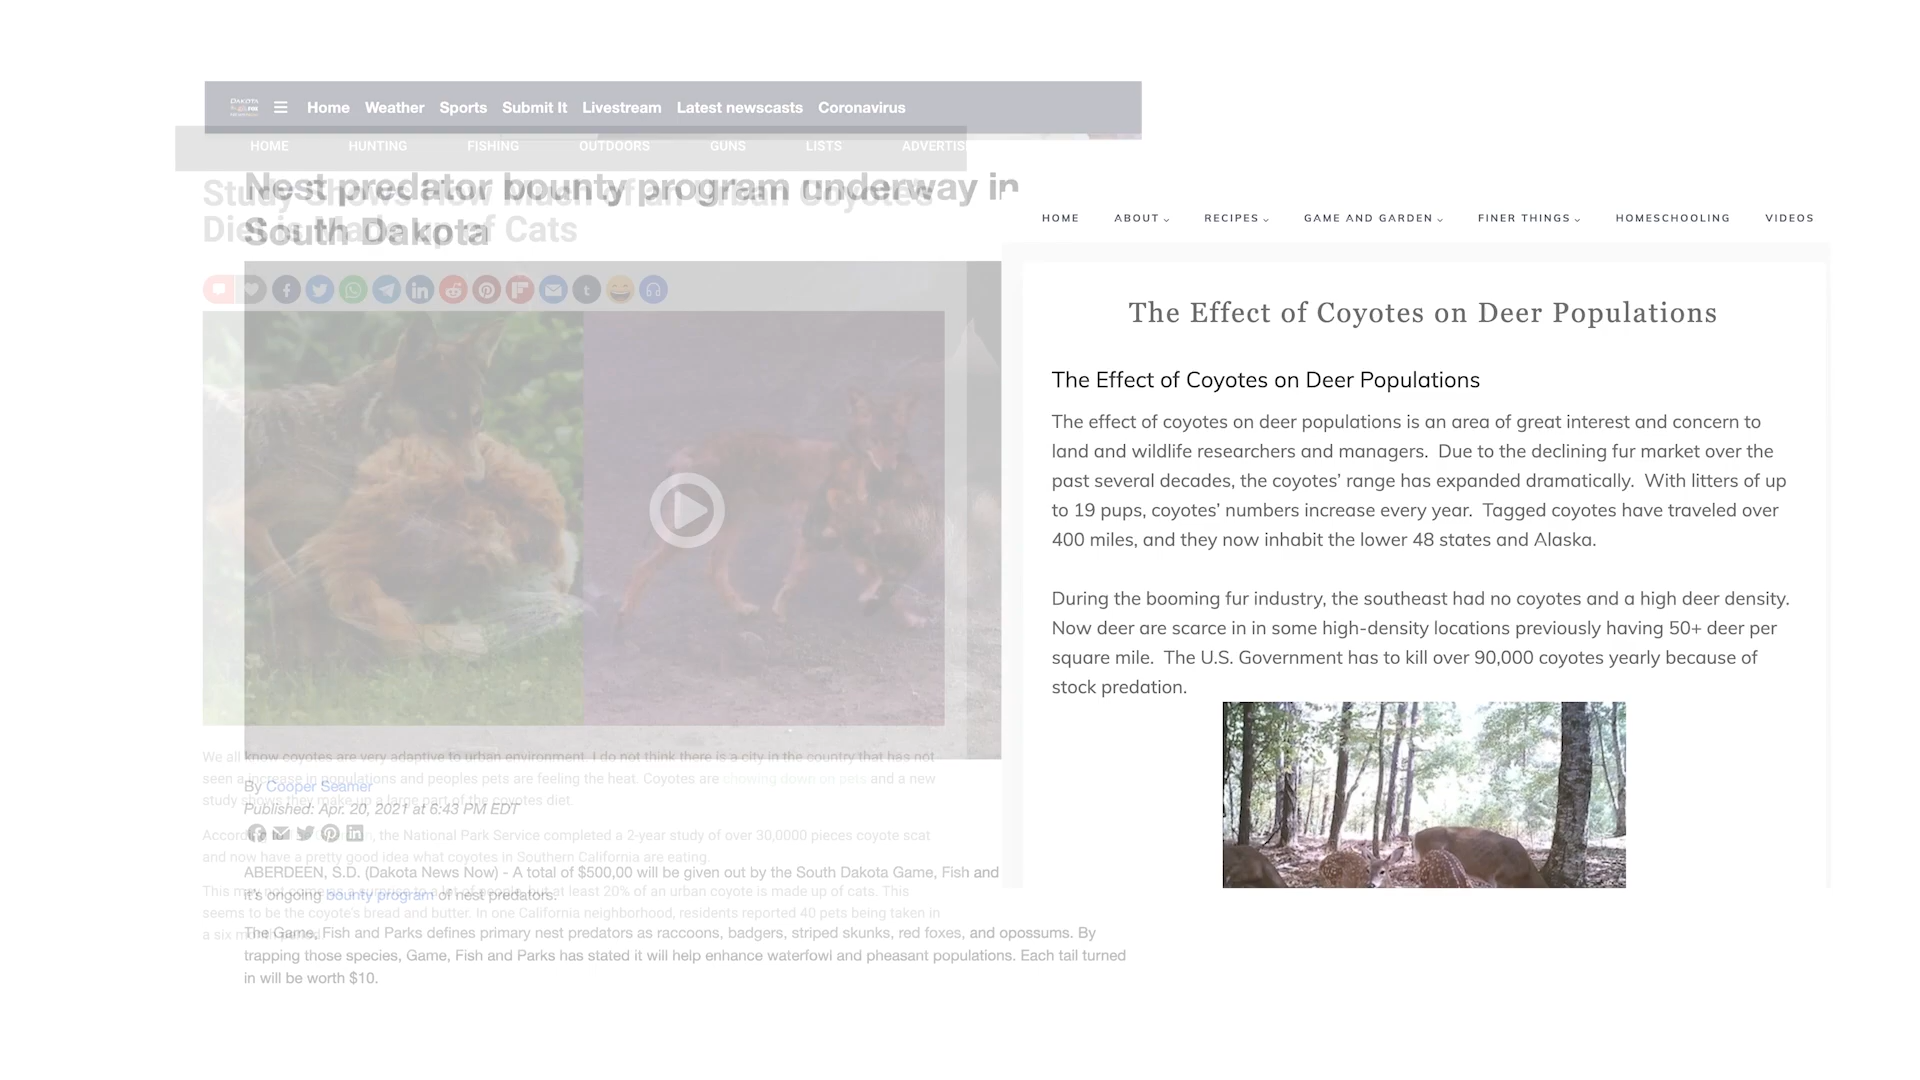 Home Weather Sports Submit It Livestream Latest newscasts Coronavirus
HOME HUNTING FISHING OUTDOORS GUNS LISTS ADVERTIS
Nest predator bounty program underway in
South Dakota
Study Shows How Much of an Urban Coyote's
Diet is Made up of Cats
We all know coyotes are very adaptive to urban environment. I do not think there is a city in the country that has not
seen a increase in populations and peoples pets are feeling the heat. Coyotes are chowing down on pets and a new
study shows they make up a large part of the coyotes diet.
the National Park Service completed a 2-year study of over 30,0000 pieces coyote scat
and now have a pretty good idea what coyotes in Southern California are eating.
This may not come as a surprise to a lot of people, but at least 20% of an urban coyote is made up of cats. This
seems to be the coyote's bread and butter. In one California neighborhood, residents reported 40 pets being taken in
a six
By Cooper Seamer
Published: Apr. 20, 2021 at 6:43 PM EDT
ABERDEEN, S.D. (Dakota News Now) - A total of $500,00 will be given out by the South Dakota Game, Fish and
it's ongoing bounty program of nest predators.
The Game, Fish and Parks defines primary nest predators as raccoons, badgers, striped skunks, red foxes, and opossums. By
trapping those species, Game, Fish and Parks has stated it will help enhance waterfowl and pheasant populations. Each tail turned
in will be worth $10.
HOME ABOUT RECIPES GAME AND GARDEN FINER THINGS HOMESCHOOLING VIDEOS
The Effect of Coyotes on Deer Populations
The Effect of Coyotes on Deer Populations
The effect of coyotes on deer populations is an area of great interest and concern to
land and wildlife researchers and managers. Due to the declining fur market over the
past several decades, the coyotes' range has expanded dramatically. With litters of up
to 19 pups, coyotes' numbers increase every year. Tagged coyotes have traveled over
400 miles, and they now inhabit the lower 48 states and Alaska.
During the booming fur industry, the southeast had no coyotes and a high deer density.
Now deer are scarce in in some high-density locations previously having 50+ deer per
square mile. The U.S. Government has to kill over 90,000 coyotes yearly because of
stock predation.